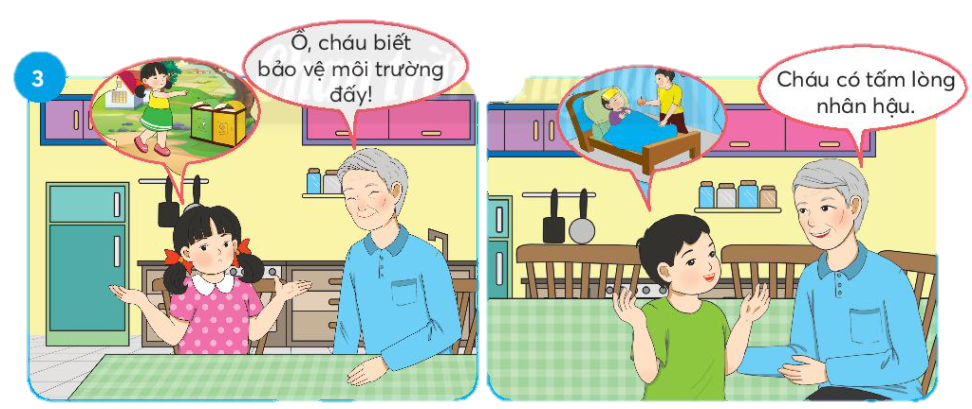 3
Ồ, cháu biết
bảo vệ môi trường
đấy!
Cháu có tấm lòng
nhân hậu.